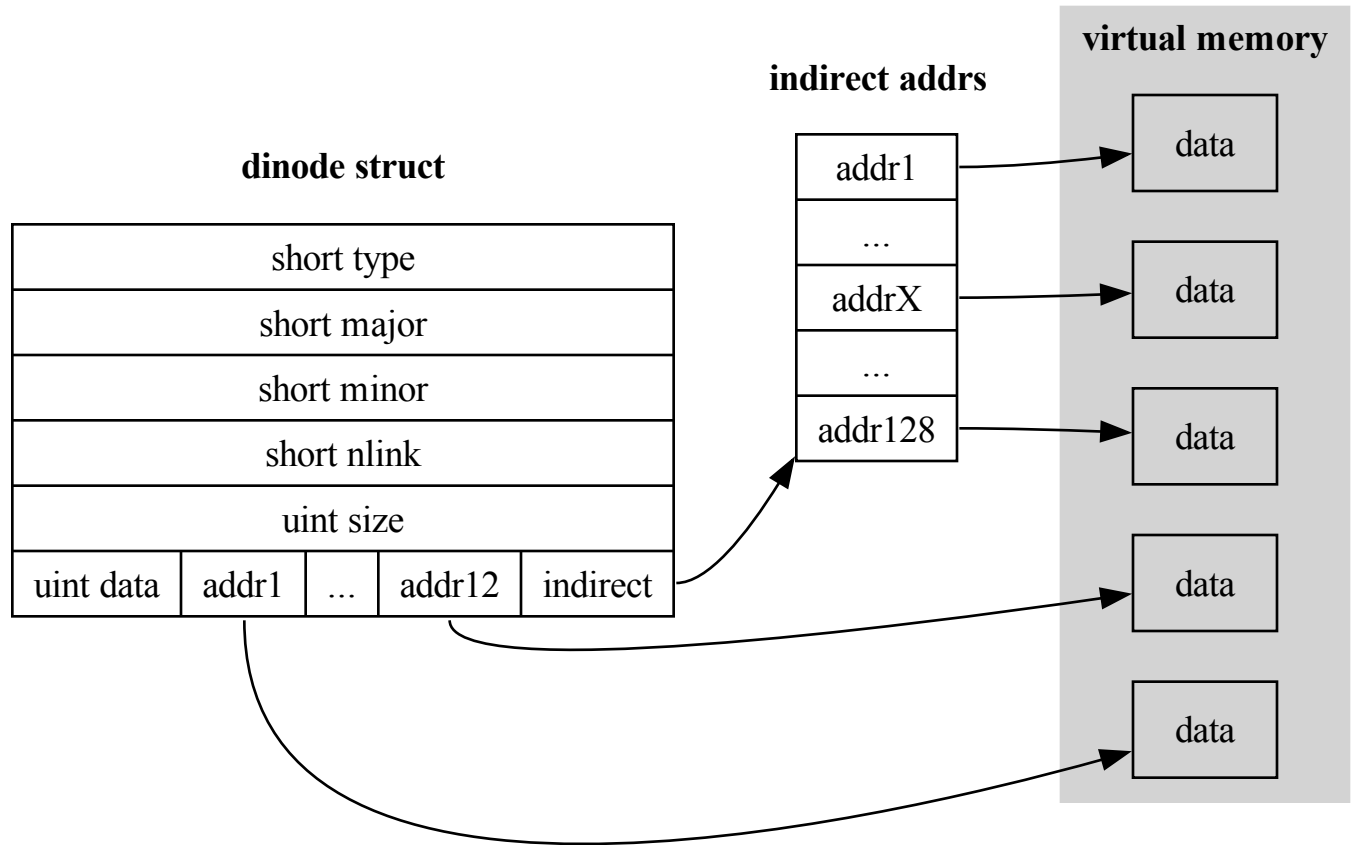 virtual memory
indirect addrs
dinode struct
addr1
...
addrX
...
addr128
short type
short major
short minor
short nlink
uint size
uint data addr1 ... addr12 indirect
data
data
data
data
data